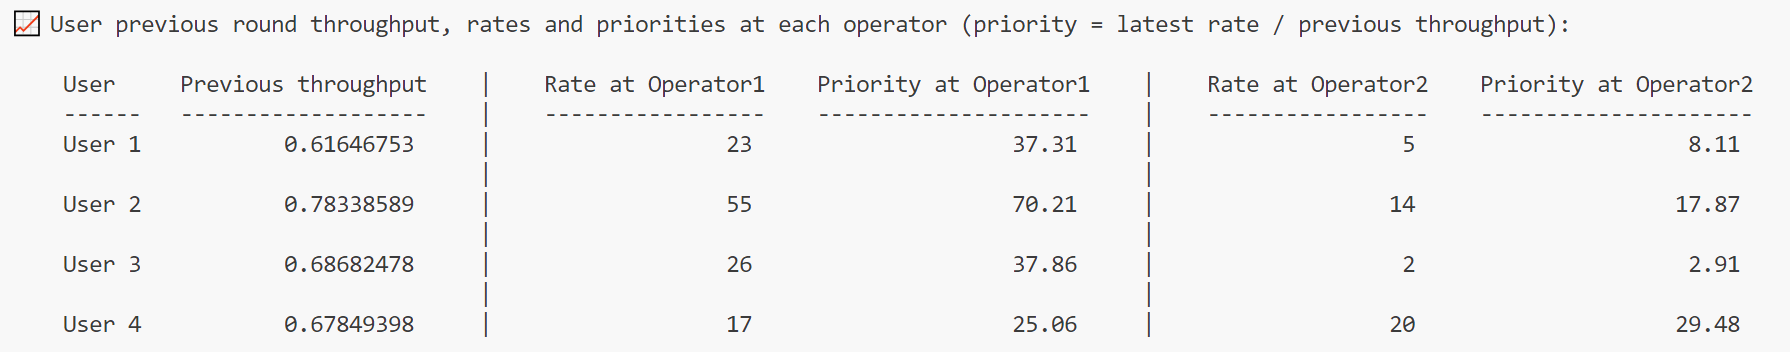 📈 User previous round throughput, rates and priorities at each operator (priority = latest rate / previous throughput):
User     Previous throughput    |    Rate at Operator1    Priority at Operator1    |    Rate at Operator2    Priority at Operator2
------   -------------------    |    -----------------    ---------------------    |    -----------------    ---------------------
User 1            0.61646753    |                   23                    37.31    |                    5                     8.11
                                |                                                  |
User 2            0.78338589    |                   55                    70.21    |                   14                    17.87
                                |                                                  |
User 3            0.68682478    |                   26                    37.86    |                    2                     2.91
                                |                                                  |
User 4            0.67849398    |                   17                    25.06    |                   20                    29.48